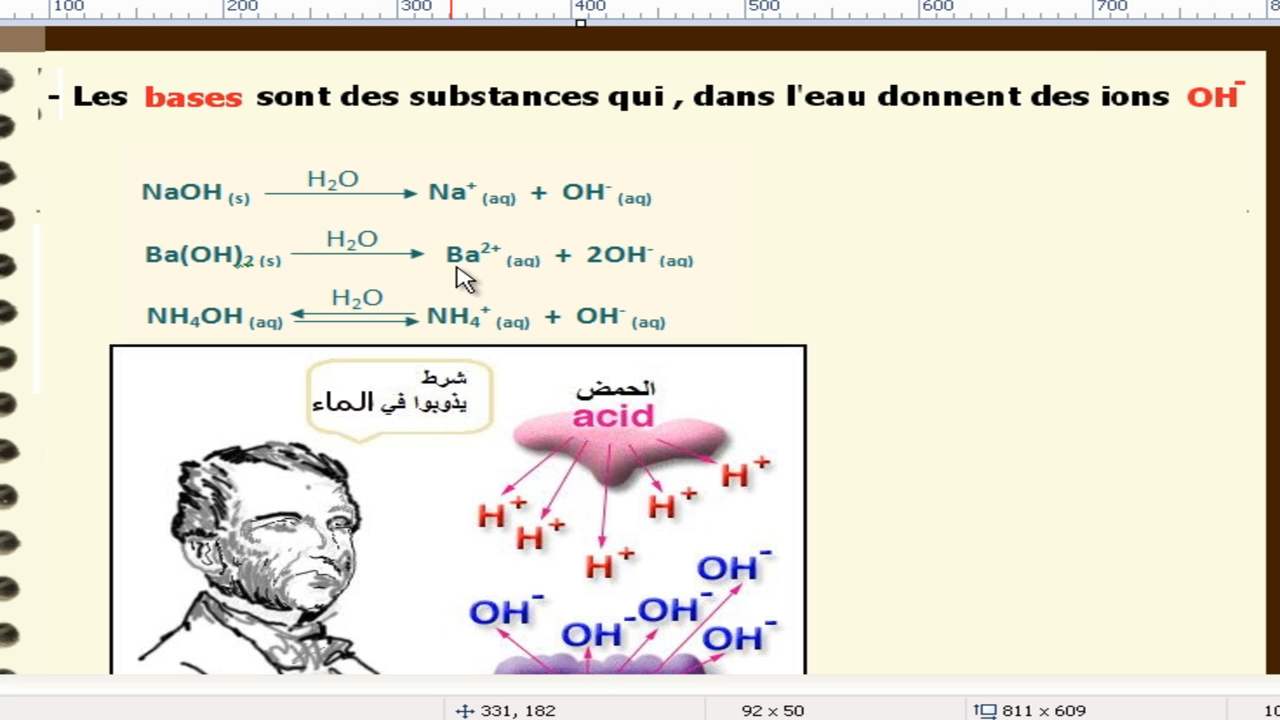 100 200 300 400 500 600 700
- Les bases sont des substances qui , dans l'eau donnent des ions OH⁻
NaOH (s) H₂O Na⁺ (aq) + OH⁻ (aq)
Ba(OH)₂ (s) H₂O Ba²⁺ (aq) + 2OH⁻ (aq)
NH₄OH (aq) H₂O NH₄⁺ (aq) + OH⁻ (aq)
شرط
يذوبوا في الماء
الحمض
acid
H⁺
H⁺
H⁺
H⁺
H⁺
OH⁻
OH⁻
OH⁻
OH⁻
OH⁻
331, 182 92 x 50 811 x 609